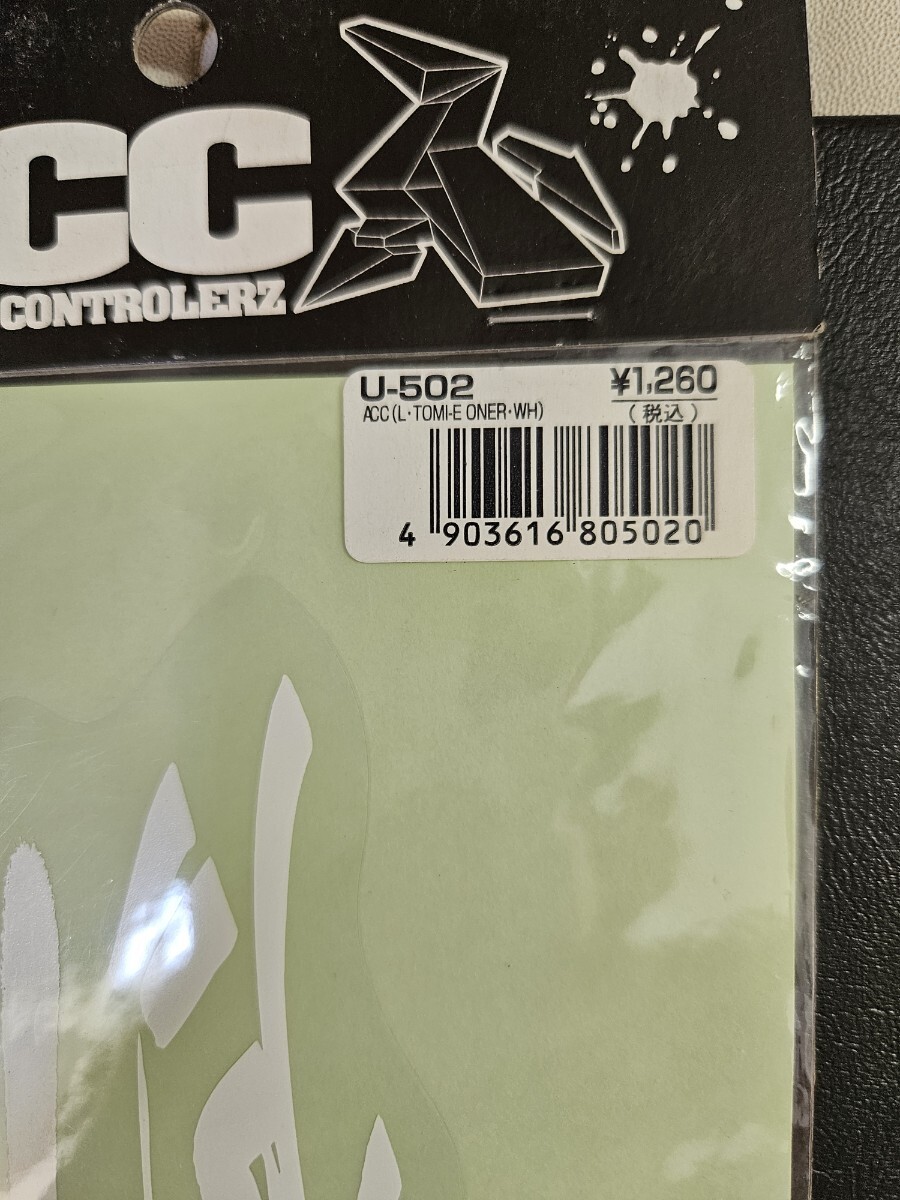 CC
CONTROLERZ
U-502 ¥1,260
ACC(L・TOMI-E ONER・WH) (税込)
4 903616 805020